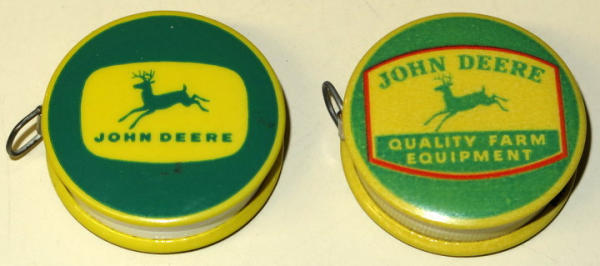 JOHN DEERE
JOHN DEERE
QUALITY FARM
EQUIPMENT